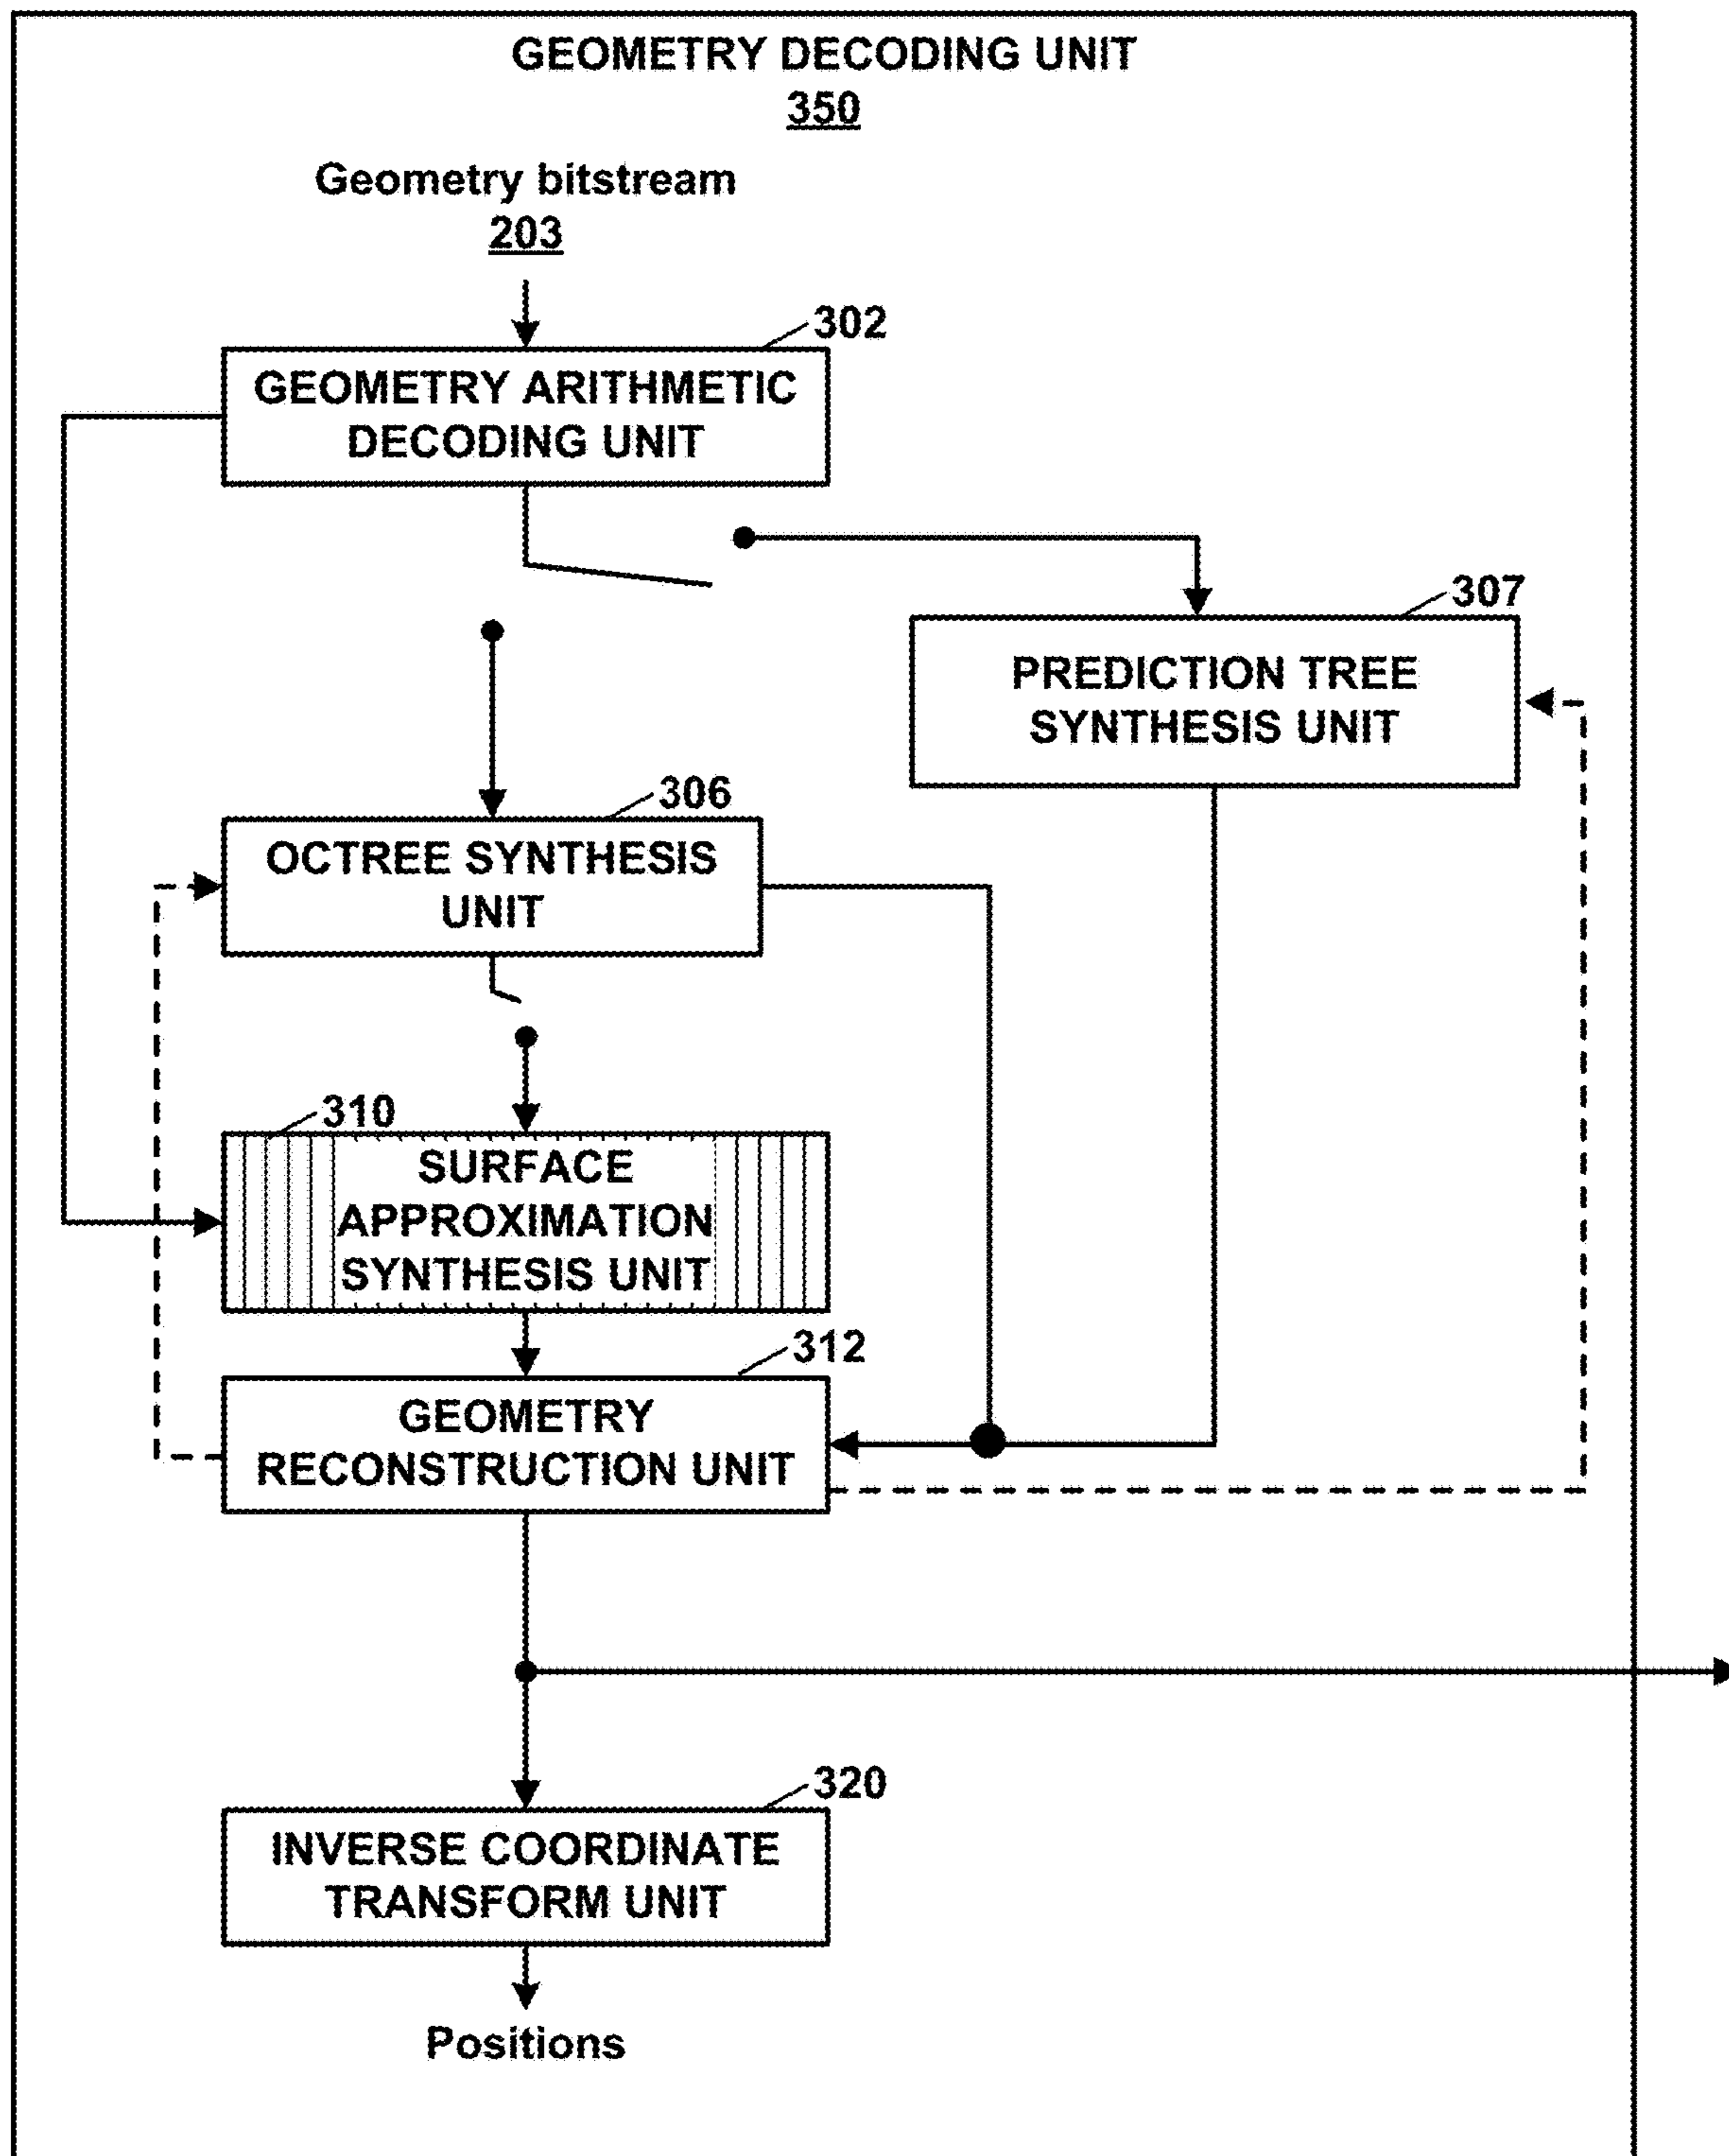 GEOMETRY DECODING UNIT
350
Geometry bitstream
203
302
GEOMETRY ARITHMETIC
DECODING UNIT
307
PREDICTION TREE
SYNTHESIS UNIT
306
OCTREE SYNTHESIS
UNIT
310
SURFACE
APPROXIMATION
SYNTHESIS UNIT
312
GEOMETRY
RECONSTRUCTION UNIT
320
INVERSE COORDINATE
TRANSFORM UNIT
Positions